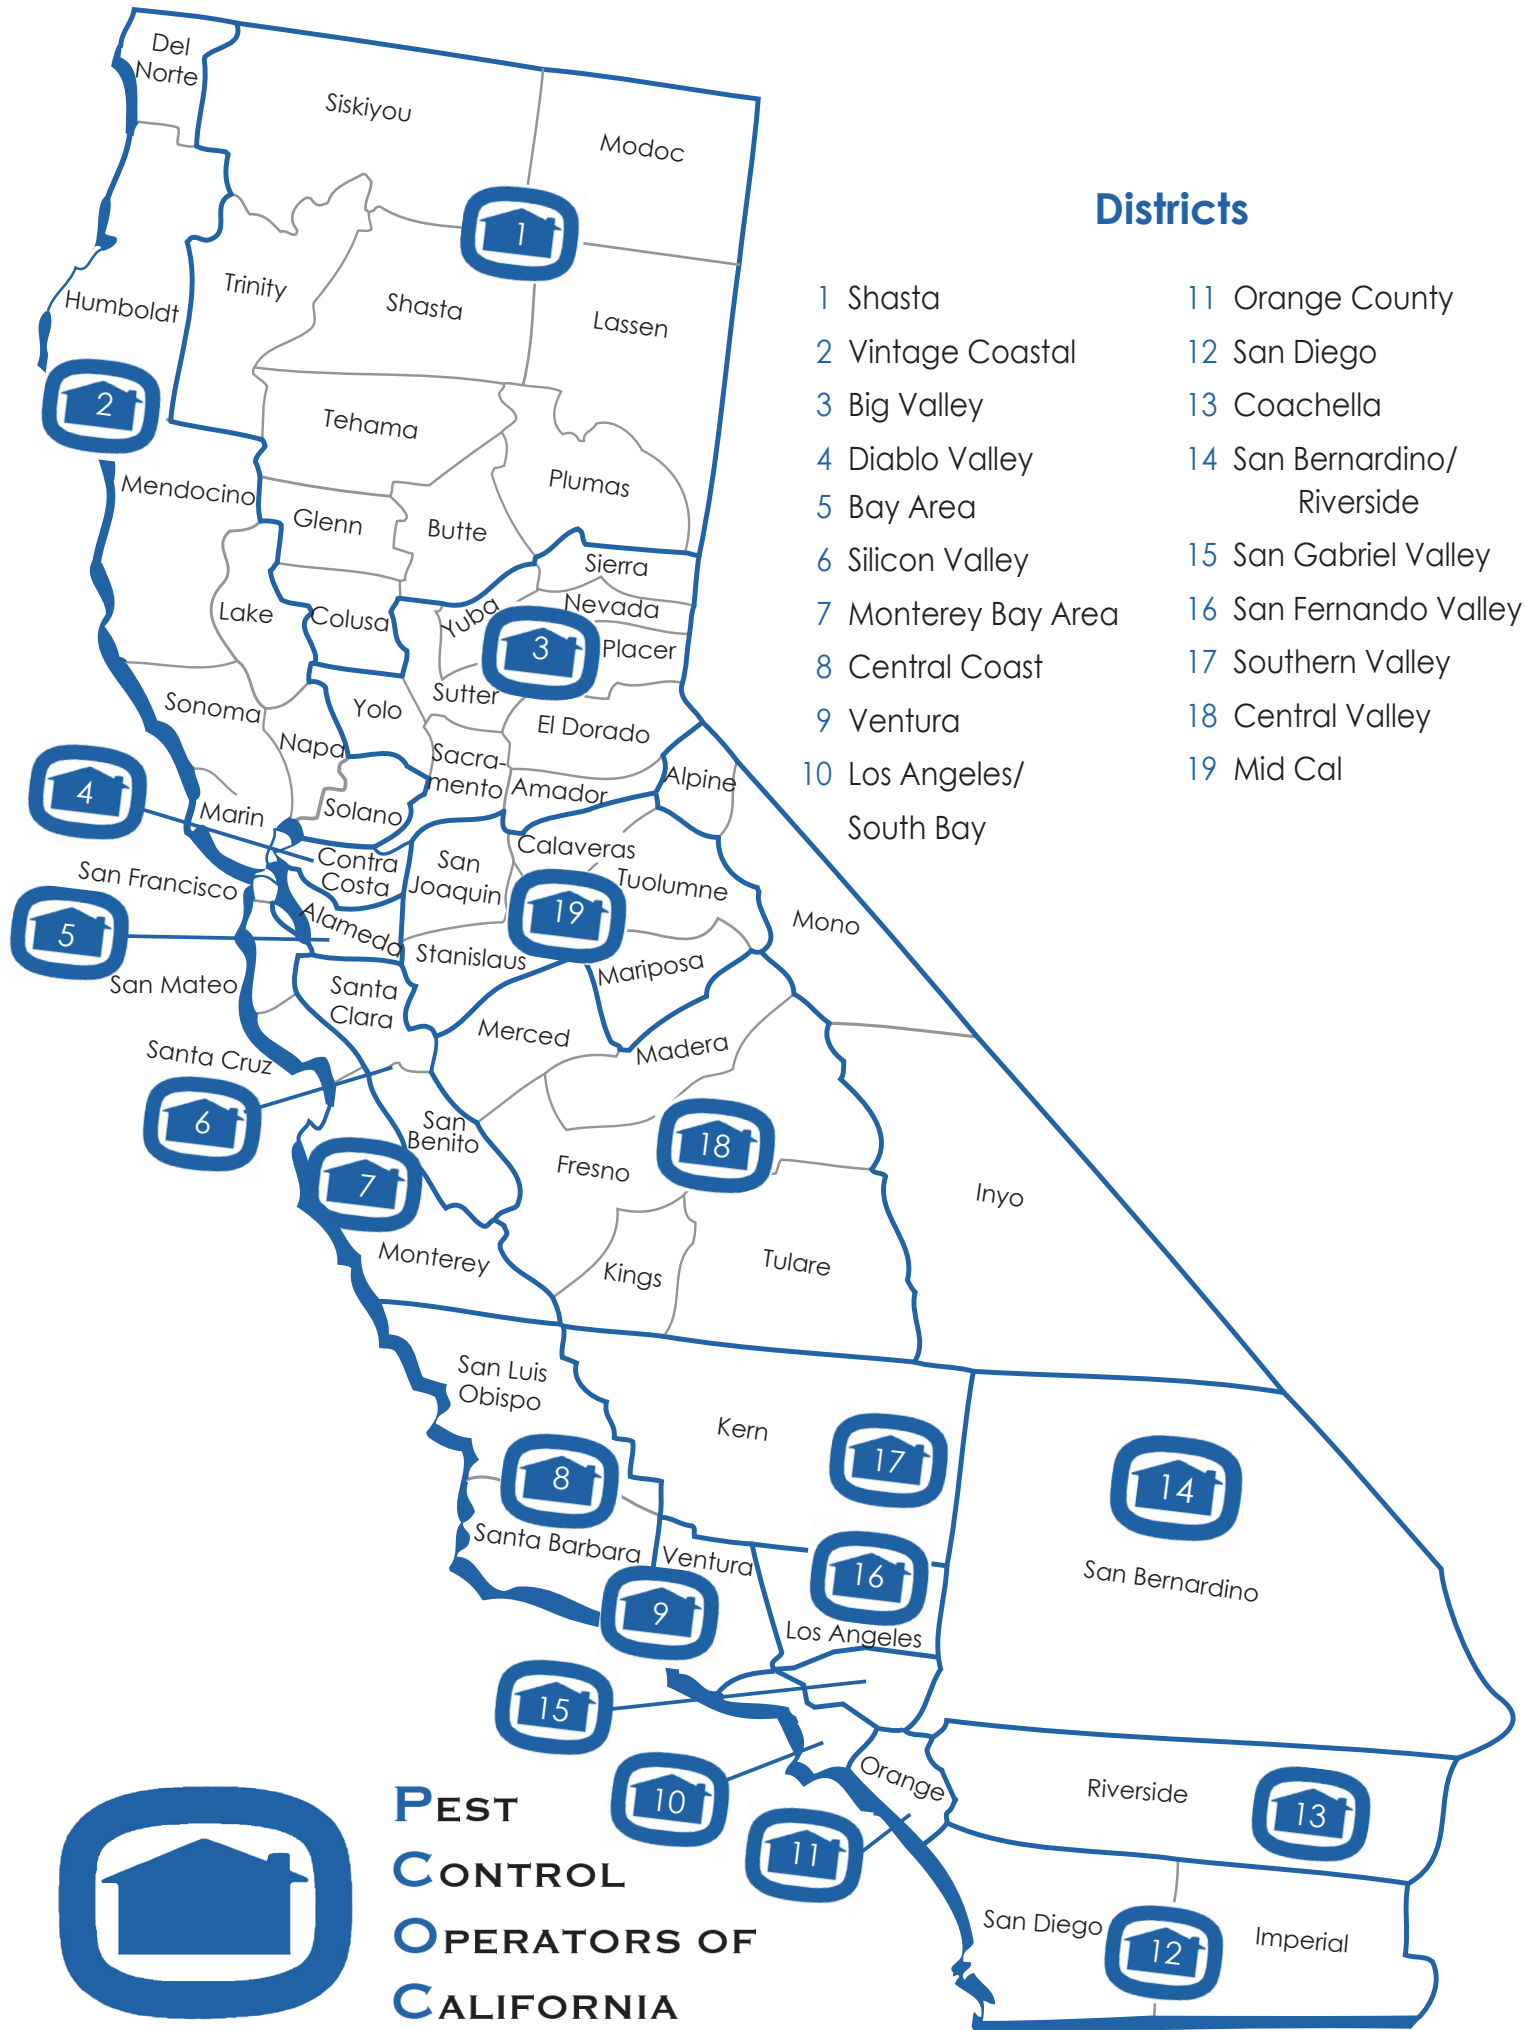 Del
Norte
Siskiyou
Modoc
1
Trinity
Shasta
Humboldt
Lassen
2
Tehama
Mendocino
Plumas
Glenn
Butte
Sierra
Lake
Colusa
Yuba
Nevada
3
Placer
Sutter
Sonoma
Yolo
El Dorado
Napa
Sacra-
mento
Amador
Alpine
4
Marin
Solano
Calaveras
Contra
Costa
San
Joaquin
Tuolumne
San Francisco
19
Mono
5
Alameda
Stanislaus
Mariposa
San Mateo
Santa
Clara
Merced
Madera
Santa Cruz
6
San
Benito
18
7
Fresno
Inyo
Monterey
Kings
Tulare
San Luis
Obispo
Kern
17
8
14
Santa Barbara
Ventura
16
San Bernardino
9
Los Angeles
15
10
Orange
Riverside
13
11
San Diego
12
Imperial
Districts
1 Shasta
2 Vintage Coastal
3 Big Valley
4 Diablo Valley
5 Bay Area
6 Silicon Valley
7 Monterey Bay Area
8 Central Coast
9 Ventura
10 Los Angeles/
South Bay
11 Orange County
12 San Diego
13 Coachella
14 San Bernardino/
Riverside
15 San Gabriel Valley
16 San Fernando Valley
17 Southern Valley
18 Central Valley
19 Mid Cal
PEST
CONTROL
OPERATORS OF
CALIFORNIA